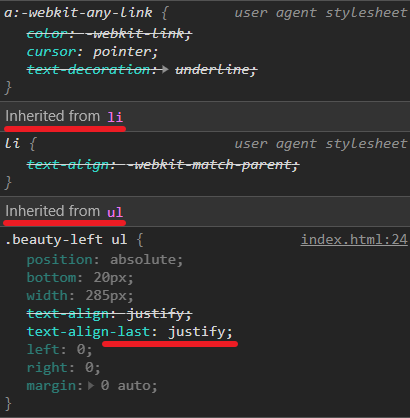 a:-webkit-any-link { user agent stylesheet
color: -webkit-link;
cursor: pointer;
text-decoration:▸ underline;
}
Inherited from li
li { user agent stylesheet
text-align: -webkit-match-parent;
}
Inherited from ul
.beauty-left ul { index.html:24
position: absolute;
bottom: 20px;
width: 285px;
text-align: justify;
text-align-last: justify;
left: 0;
right: 0;
margin:▸ 0 auto;
}